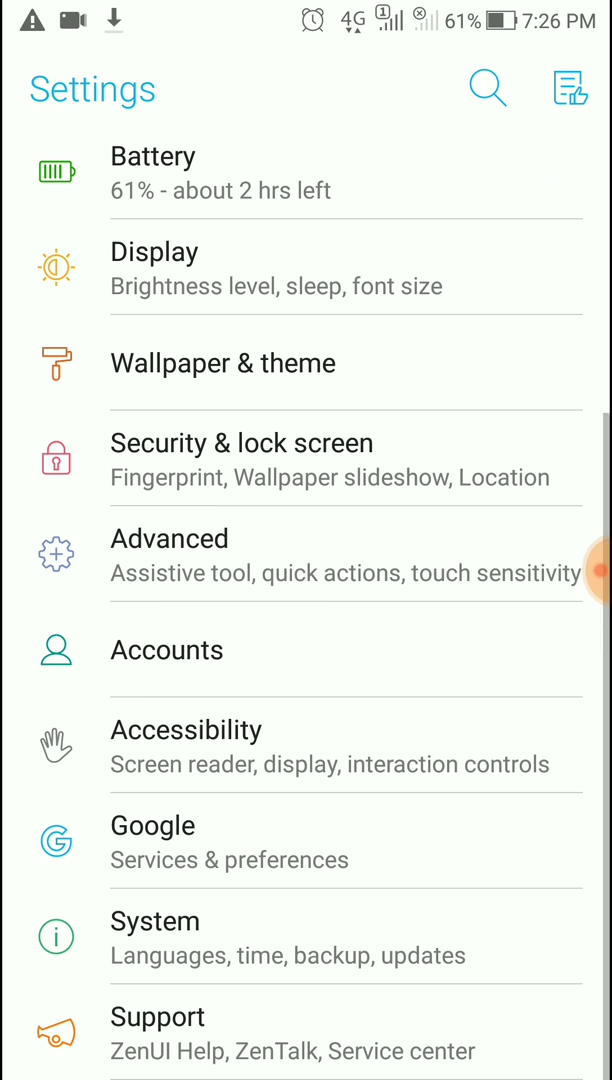 4G 1 61% 7:26 PM
Settings
Battery
61% - about 2 hrs left
Display
Brightness level, sleep, font size
Wallpaper & theme
Security & lock screen
Fingerprint, Wallpaper slideshow, Location
Advanced
Assistive tool, quick actions, touch sensitivity
Accounts
Accessibility
Screen reader, display, interaction controls
Google
Services & preferences
System
Languages, time, backup, updates
Support
ZenUI Help, ZenTalk, Service center